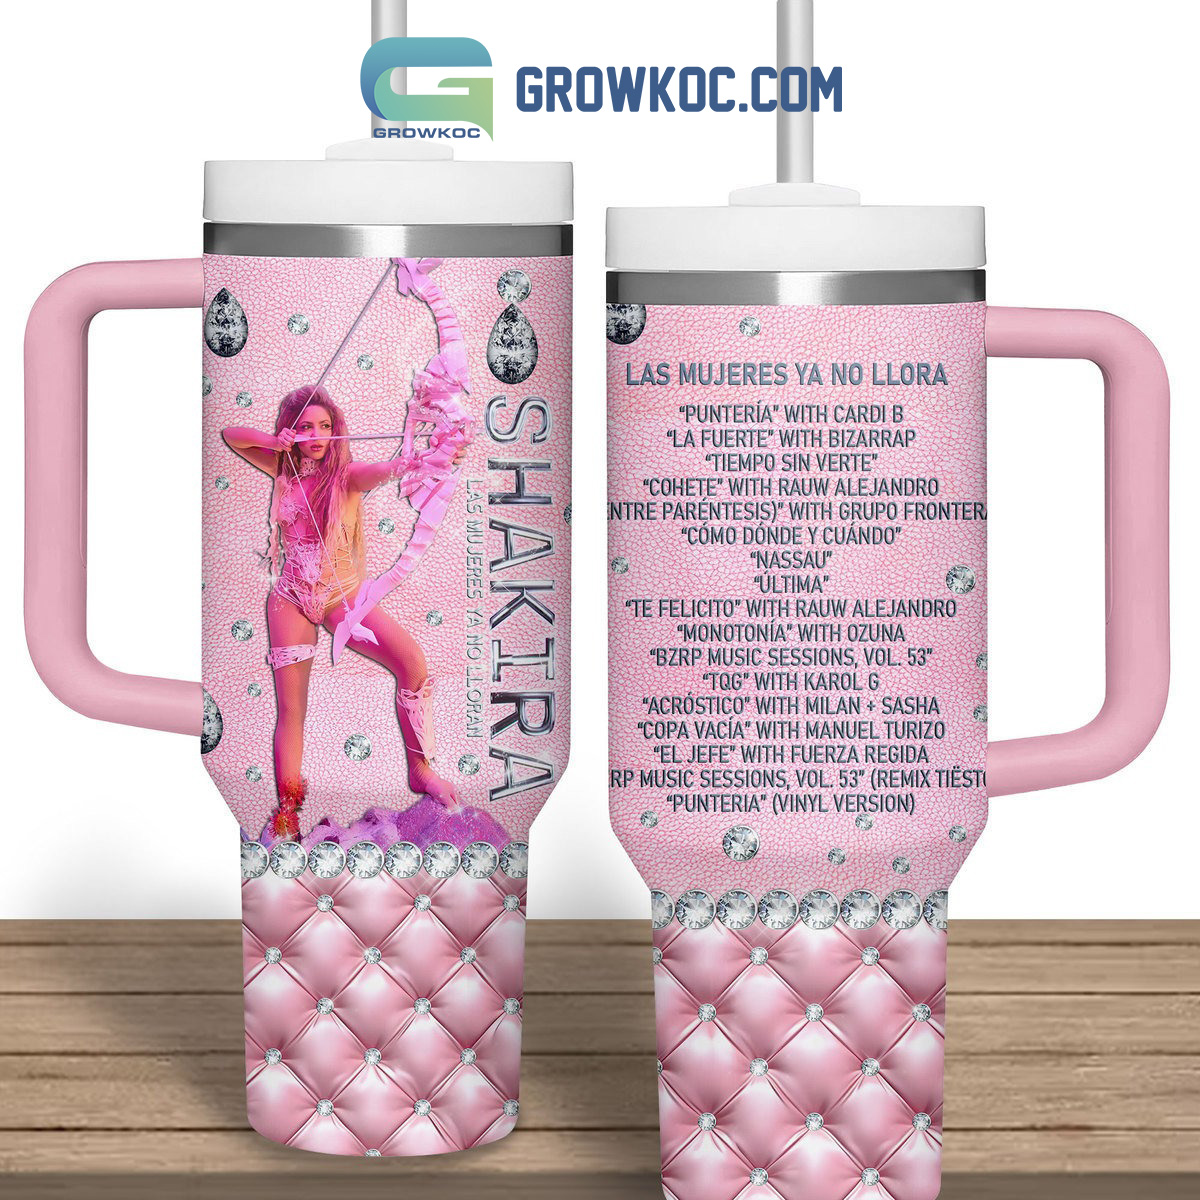 GROWKOC
GROWKOC.COM
SHAKIRA
LAS MUJERES YA NO LLORAN
LAS MUJERES YA NO LLORA
“PUNTERÍA” WITH CARDI B
“LA FUERTE” WITH BIZARRAP
“TIEMPO SIN VERTE”
“COHETE” WITH RAUW ALEJANDRO
NTRE PARÉNTESIS)” WITH GRUPO FRONTERA
“CÓMO DÓNDE Y CUÁNDO”
“NASSAU”
“ÚLTIMA”
“TE FELICITO” WITH RAUW ALEJANDRO
“MONOTONÍA” WITH OZUNA
“BZRP MUSIC SESSIONS, VOL. 53”
“TQG” WITH KAROL G
“ACRÓSTICO” WITH MILAN + SASHA
“COPA VACÍA” WITH MANUEL TURIZO
“EL JEFE” WITH FUERZA REGIDA
RP MUSIC SESSIONS, VOL. 53” (REMIX TIËSTO
“PUNTERIA” (VINYL VERSION)